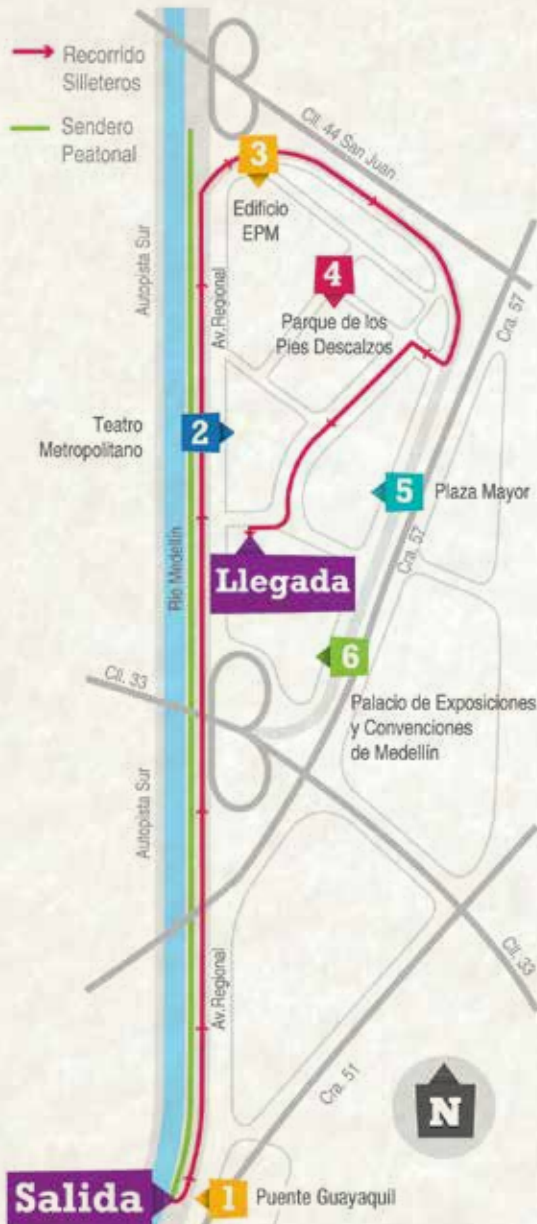 Recorrido
Silleteros
Sendero
Peatonal
Cll. 44 San Juan
3
Edificio
EPM
Autopista Sur
Av.Regional
4
Parque de los
Pies Descalzos
Cra. 57
Teatro
Metropolitano
2
5
Plaza Mayor
Río Medellín
Cra. 57
Llegada
6
Cll. 33
Palacio de Exposiciones
y Convenciones
de Medellín
Autopista Sur
Av.Regional
Cll. 33
Cra. 51
N
Salida
1
Puente Guayaquil